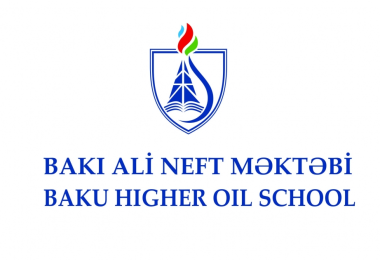 BAKI ALİ NEFT MƏKTƏBİ
BAKU HIGHER OIL SCHOOL